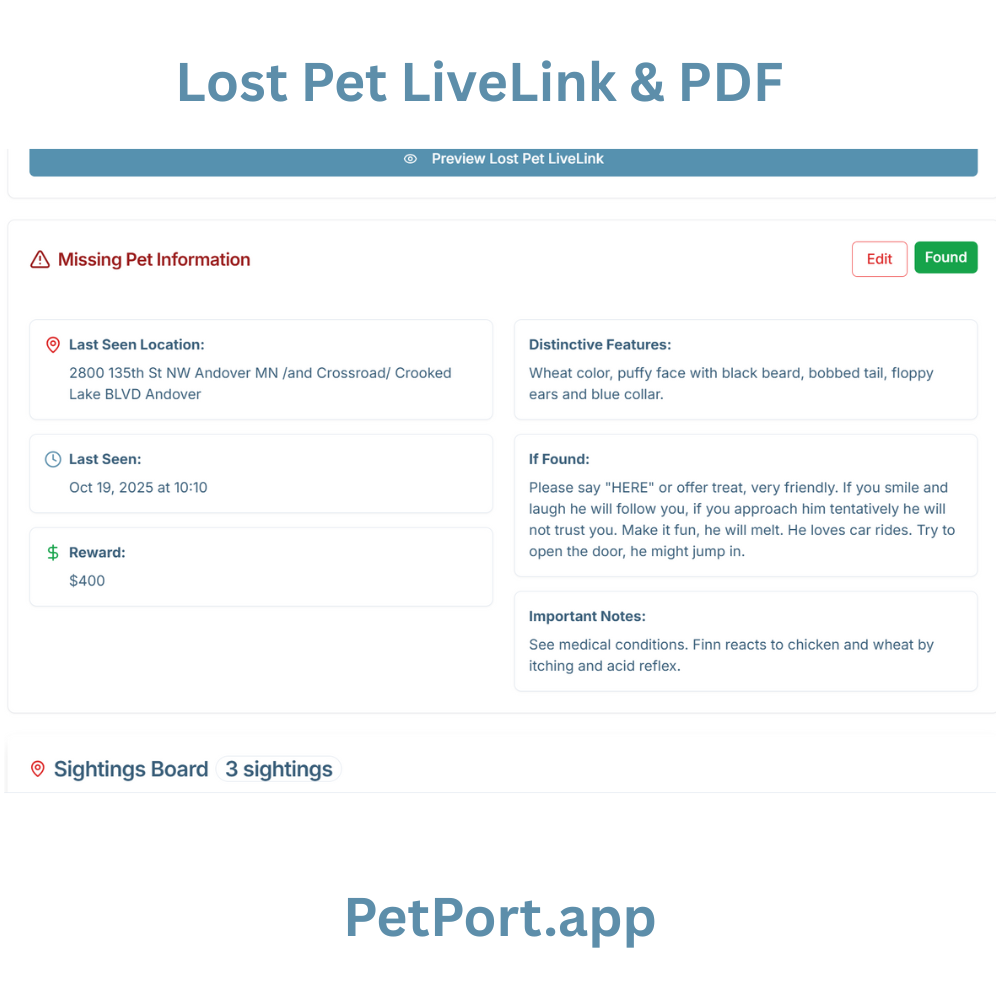 Lost Pet LiveLink & PDF
Preview Lost Pet LiveLink
Missing Pet Information
Edit
Found
Last Seen Location:
2800 135th St NW Andover MN /and Crossroad/ Crooked
Lake BLVD Andover
Last Seen:
Oct 19, 2025 at 10:10
Reward:
$400
Distinctive Features:
Wheat color, puffy face with black beard, bobbed tail, floppy
ears and blue collar.
If Found:
Please say "HERE" or offer treat, very friendly. If you smile and
laugh he will follow you, if you approach him tentatively he will
not trust you. Make it fun, he will melt. He loves car rides. Try to
open the door, he might jump in.
Important Notes:
See medical conditions. Finn reacts to chicken and wheat by
itching and acid reflex.
Sightings Board 3 sightings
PetPort.app